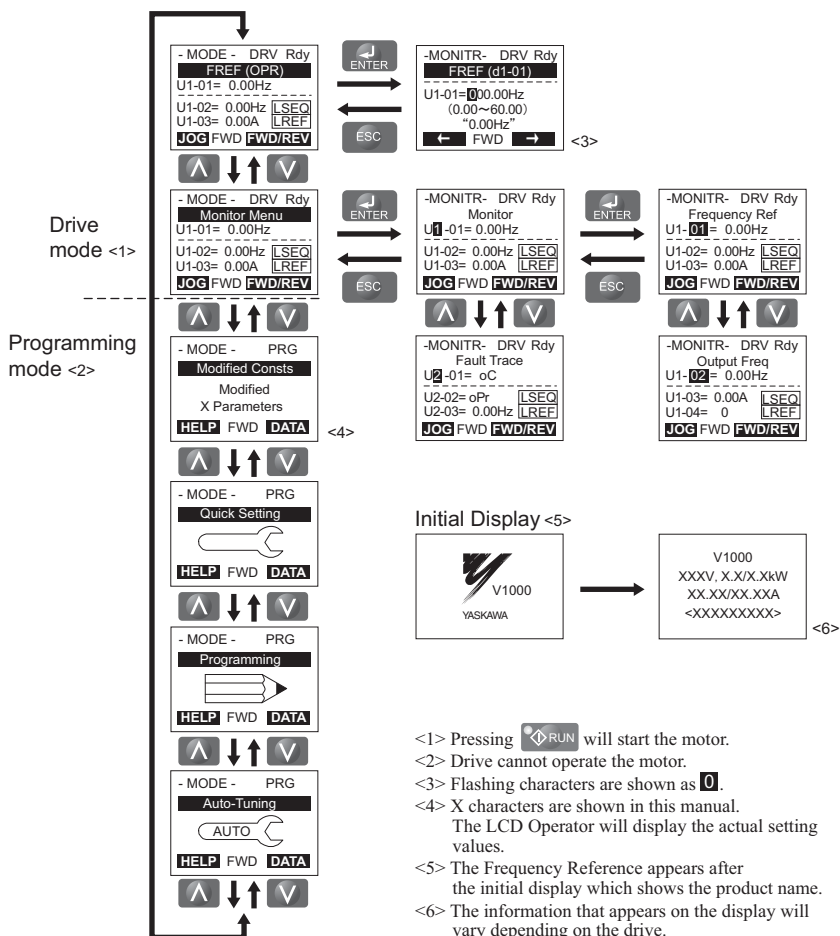 - MODE - DRV Rdy
FREF (OPR)
U1-01= 0.00Hz
U1-02= 0.00Hz LSEQ
U1-03= 0.00A LREF
JOG FWD FWD/REV
ENTER
ESC
-MONITR- DRV Rdy
FREF (d1-01)
U1-01=000.00Hz
(0.00~60.00)
“0.00Hz”
← FWD →
<3>
Drive
mode <1>
- MODE - DRV Rdy
Monitor Menu
U1-01= 0.00Hz
U1-02= 0.00Hz LSEQ
U1-03= 0.00A LREF
JOG FWD FWD/REV
ENTER
ESC
-MONITR- DRV Rdy
Monitor
U1 -01= 0.00Hz
U1-02= 0.00Hz LSEQ
U1-03= 0.00A LREF
JOG FWD FWD/REV
ENTER
ESC
-MONITR- DRV Rdy
Frequency Ref
U1- 01 = 0.00Hz
U1-02= 0.00Hz LSEQ
U1-03= 0.00A LREF
JOG FWD FWD/REV
Programming
mode <2>
- MODE - PRG
Modified Consts
Modified
X Parameters
HELP FWD DATA
<4>
-MONITR- DRV Rdy
Fault Trace
U2 -01= oC
U2-02= oPr LSEQ
U2-03= 0.00Hz LREF
JOG FWD FWD/REV
-MONITR- DRV Rdy
Output Freq
U1- 02 = 0.00Hz
U1-03= 0.00A LSEQ
U1-04= 0 LREF
JOG FWD FWD/REV
- MODE - PRG
Quick Setting
HELP FWD DATA
- MODE - PRG
Programming
HELP FWD DATA
- MODE - PRG
Auto-Tuning
AUTO
HELP FWD DATA
Initial Display <5>
V1000
YASKAWA
V1000
XXXV, X.X/X.XkW
XX.XX/XX.XXA
<XXXXXXXXX>
<6>
<1> Pressing RUN will start the motor.
<2> Drive cannot operate the motor.
<3> Flashing characters are shown as 0.
<4> X characters are shown in this manual.
The LCD Operator will display the actual setting
values.
<5> The Frequency Reference appears after
the initial display which shows the product name.
<6> The information that appears on the display will
vary depending on the drive.